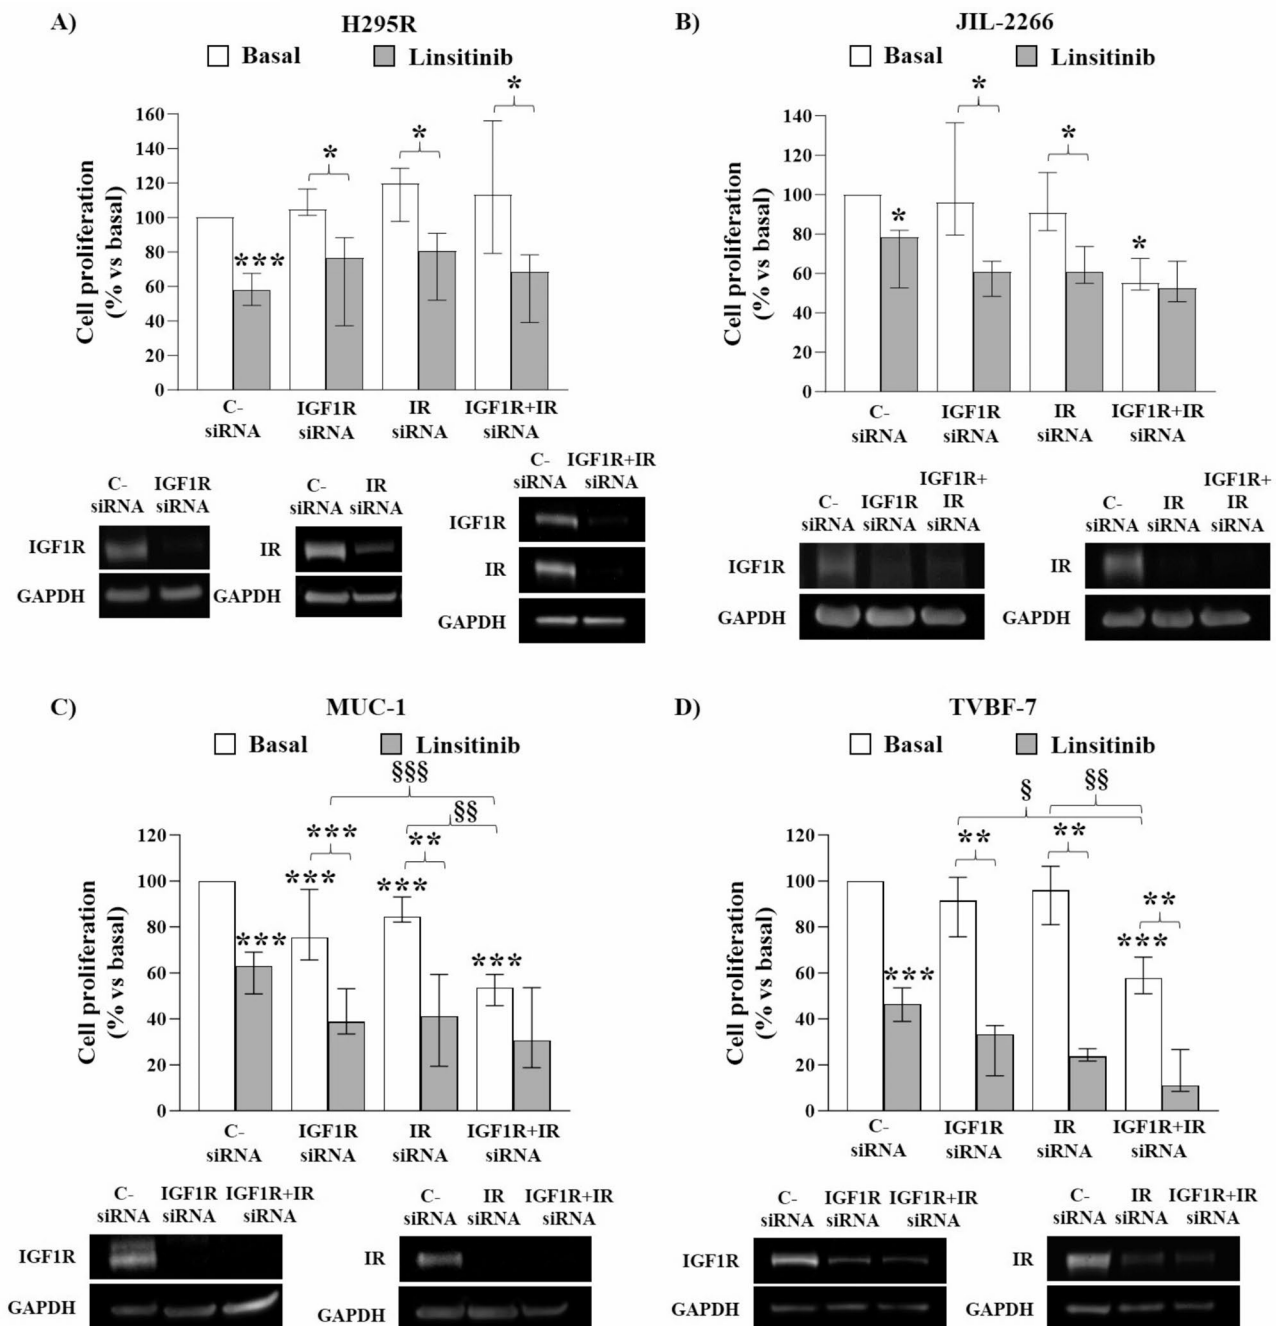 A) H295R
Basal Linsitinib
* * * ***
160
140
120
100
80
60
40
20
0
Cell proliferation
(% vs basal)
C- IGF1R IR IGF1R+IR
siRNA siRNA siRNA siRNA
C- IGF1R
siRNA siRNA
IGF1R
GAPDH
C- IR
siRNA siRNA
IR
GAPDH
C- IGF1R+IR
siRNA siRNA
IGF1R
IR
GAPDH
B) JIL-2266
Basal Linsitinib
* * * *
140
120
100
80
60
40
20
0
Cell proliferation
(% vs basal)
C- IGF1R IR IGF1R+IR
siRNA siRNA siRNA siRNA
IGF1R+
C- IGF1R IR
siRNA siRNA siRNA
IGF1R
GAPDH
IGF1R+
C- IR IR
siRNA siRNA siRNA
IR
GAPDH
C) MUC-1
Basal Linsitinib
§§§
§§
*** **
*** ***
*** ***
120
100
80
60
40
20
0
Cell proliferation
(% vs basal)
C- IGF1R IR IGF1R+IR
siRNA siRNA siRNA siRNA
C- IGF1R IGF1R+IR
siRNA siRNA siRNA
IGF1R
GAPDH
C- IR IGF1R+IR
siRNA siRNA siRNA
IR
GAPDH
D) TVBF-7
Basal Linsitinib
§ §§
** **
**
*** ***
120
100
80
60
40
20
0
Cell proliferation
(% vs basal)
C- IGF1R IR IGF1R+IR
siRNA siRNA siRNA siRNA
C- IGF1R IGF1R+IR
siRNA siRNA siRNA
IGF1R
GAPDH
C- IR IGF1R+IR
siRNA siRNA siRNA
IR
GAPDH